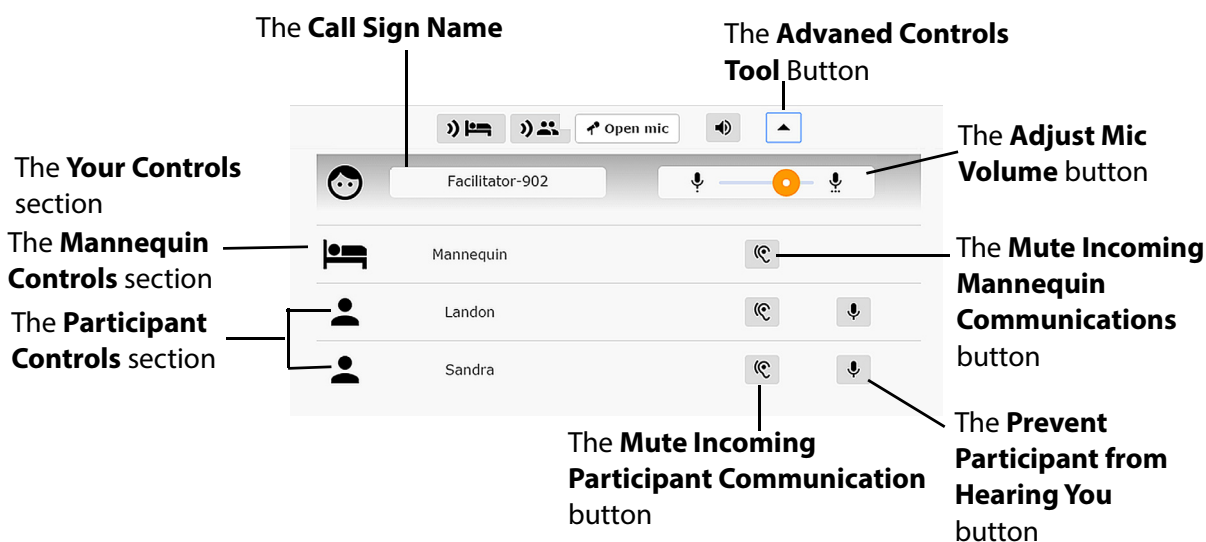 The Call Sign Name
The Advaned Controls
Tool Button
Open mic
Facilitator-902
The Adjust Mic
Volume button
The Your Controls
section
The Mannequin
Controls section
Mannequin
The Mute Incoming
Mannequin
Communications
button
The Participant
Controls section
Landon
Sandra
The Mute Incoming
Participant Communication
button
The Prevent
Participant from
Hearing You
button